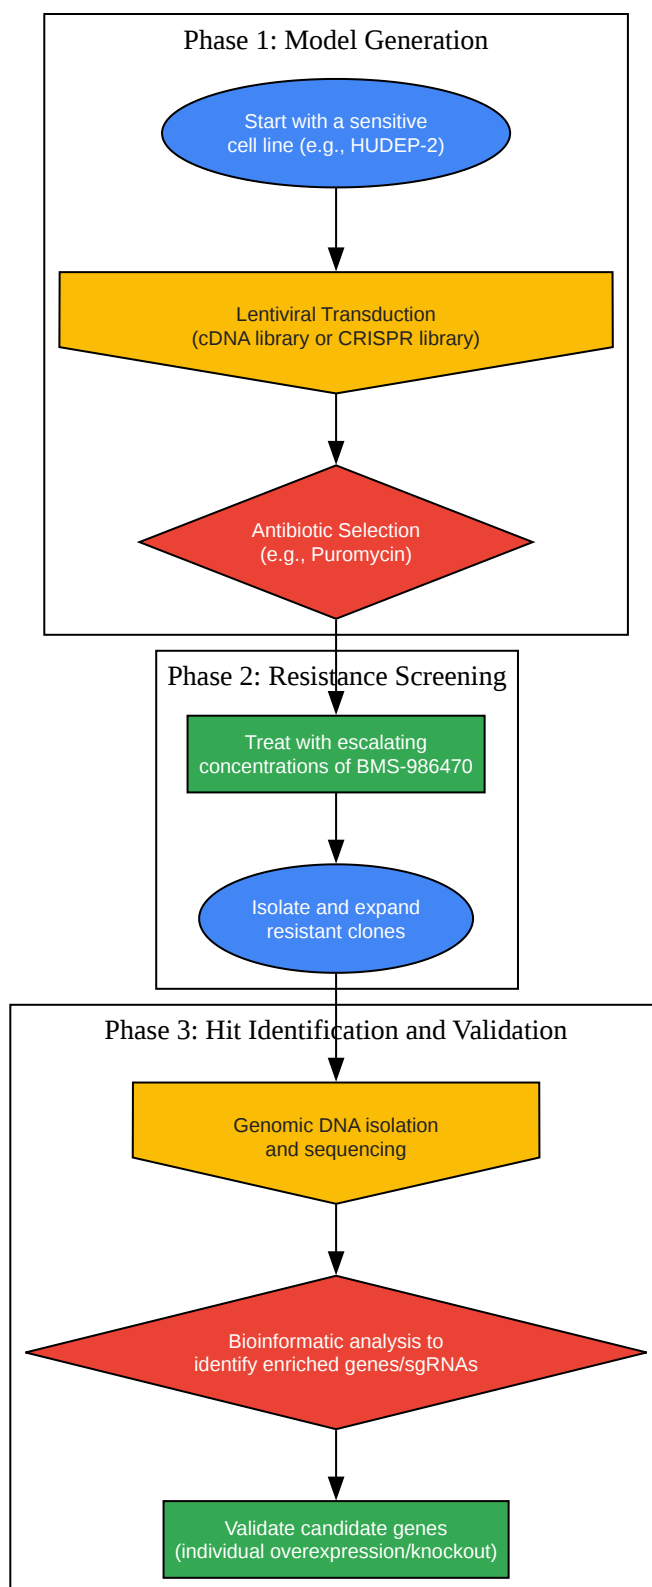 Phase 1: Model Generation
Start with a sensitive
cell line (e.g., HUDEP-2)
Lentiviral Transduction
(cDNA library or CRISPR library)
Antibiotic Selection
(e.g., Puromycin)
Phase 2: Resistance Screening
Treat with escalating
concentrations of BMS-986470
Isolate and expand
resistant clones
Phase 3: Hit Identification and Validation
Genomic DNA isolation
and sequencing
Bioinformatic analysis to
identify enriched genes/sgRNAs
Validate candidate genes
(individual overexpression/knockout)